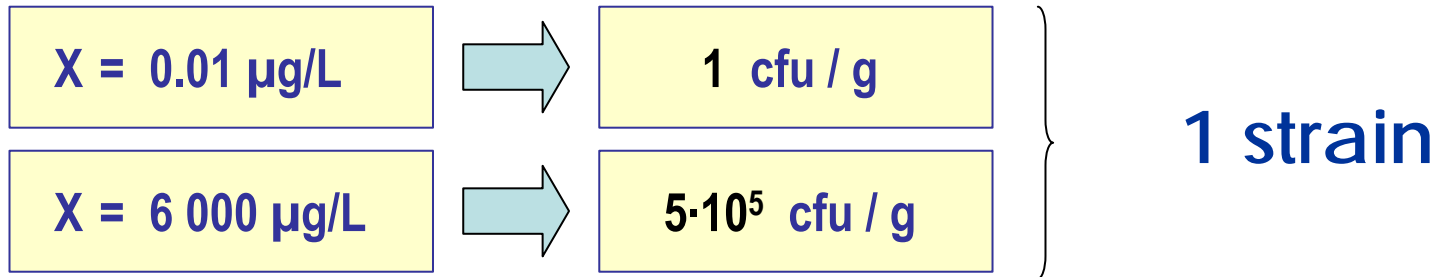 X = 0.01 µg/L
1 cfu / g
X = 6 000 µg/L
5·10⁵ cfu / g
1 strain